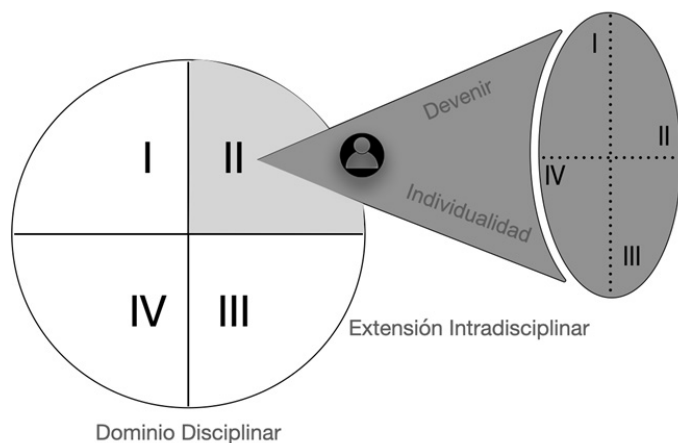 I
II
IV
III
Devenir
Individualidad
I
II
IV
III
Extensión Intradisciplinar
Dominio Disciplinar